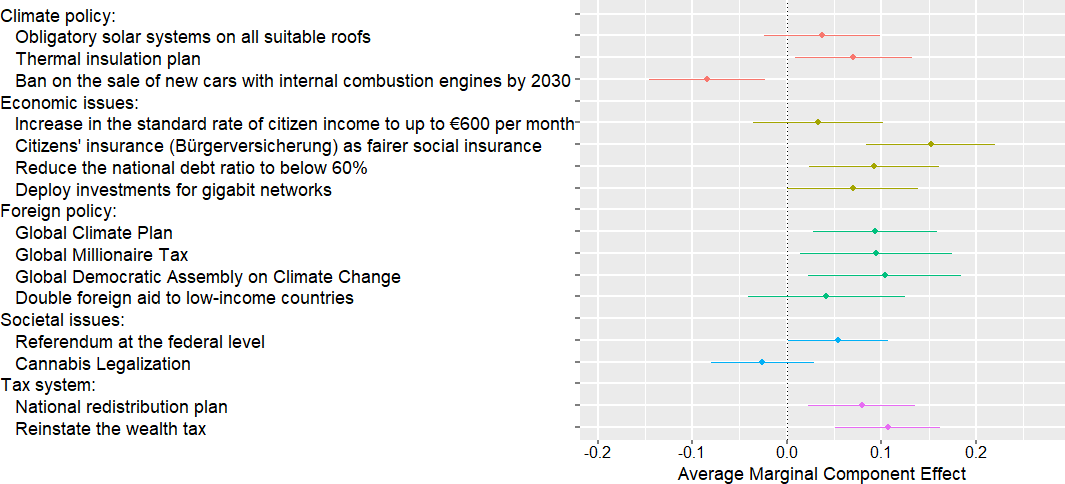 Climate policy:
Obligatory solar systems on all suitable roofs
Thermal insulation plan
Ban on the sale of new cars with internal combustion engines by 2030
Economic issues:
Increase in the standard rate of citizen income to up to €600 per month
Citizens' insurance (Bürgerversicherung) as fairer social insurance
Reduce the national debt ratio to below 60%
Deploy investments for gigabit networks
Foreign policy:
Global Climate Plan
Global Millionaire Tax
Global Democratic Assembly on Climate Change
Double foreign aid to low-income countries
Societal issues:
Referendum at the federal level
Cannabis Legalization
Tax system:
National redistribution plan
Reinstate the wealth tax
-0.2 -0.1 0.0 0.1 0.2
Average Marginal Component Effect